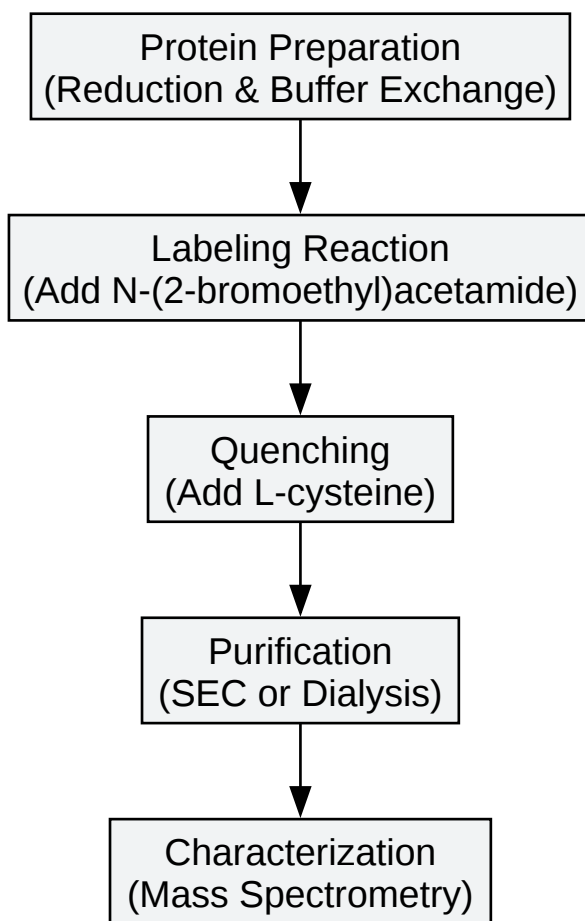 Protein Preparation
(Reduction & Buffer Exchange)
Labeling Reaction
(Add N-(2-bromoethyl)acetamide)
Quenching
(Add L-cysteine)
Purification
(SEC or Dialysis)
Characterization
(Mass Spectrometry)